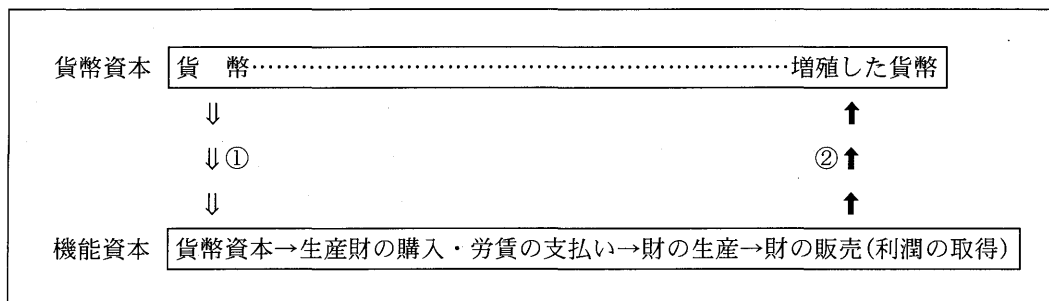 貨幣資本 貨　幣……………………………………………………………増殖した貨幣
⇓ ⬆
⇓① ②⬆
⇓ ⬆
機能資本 貨幣資本→生産財の購入・労賃の支払い→財の生産→財の販売(利潤の取得)